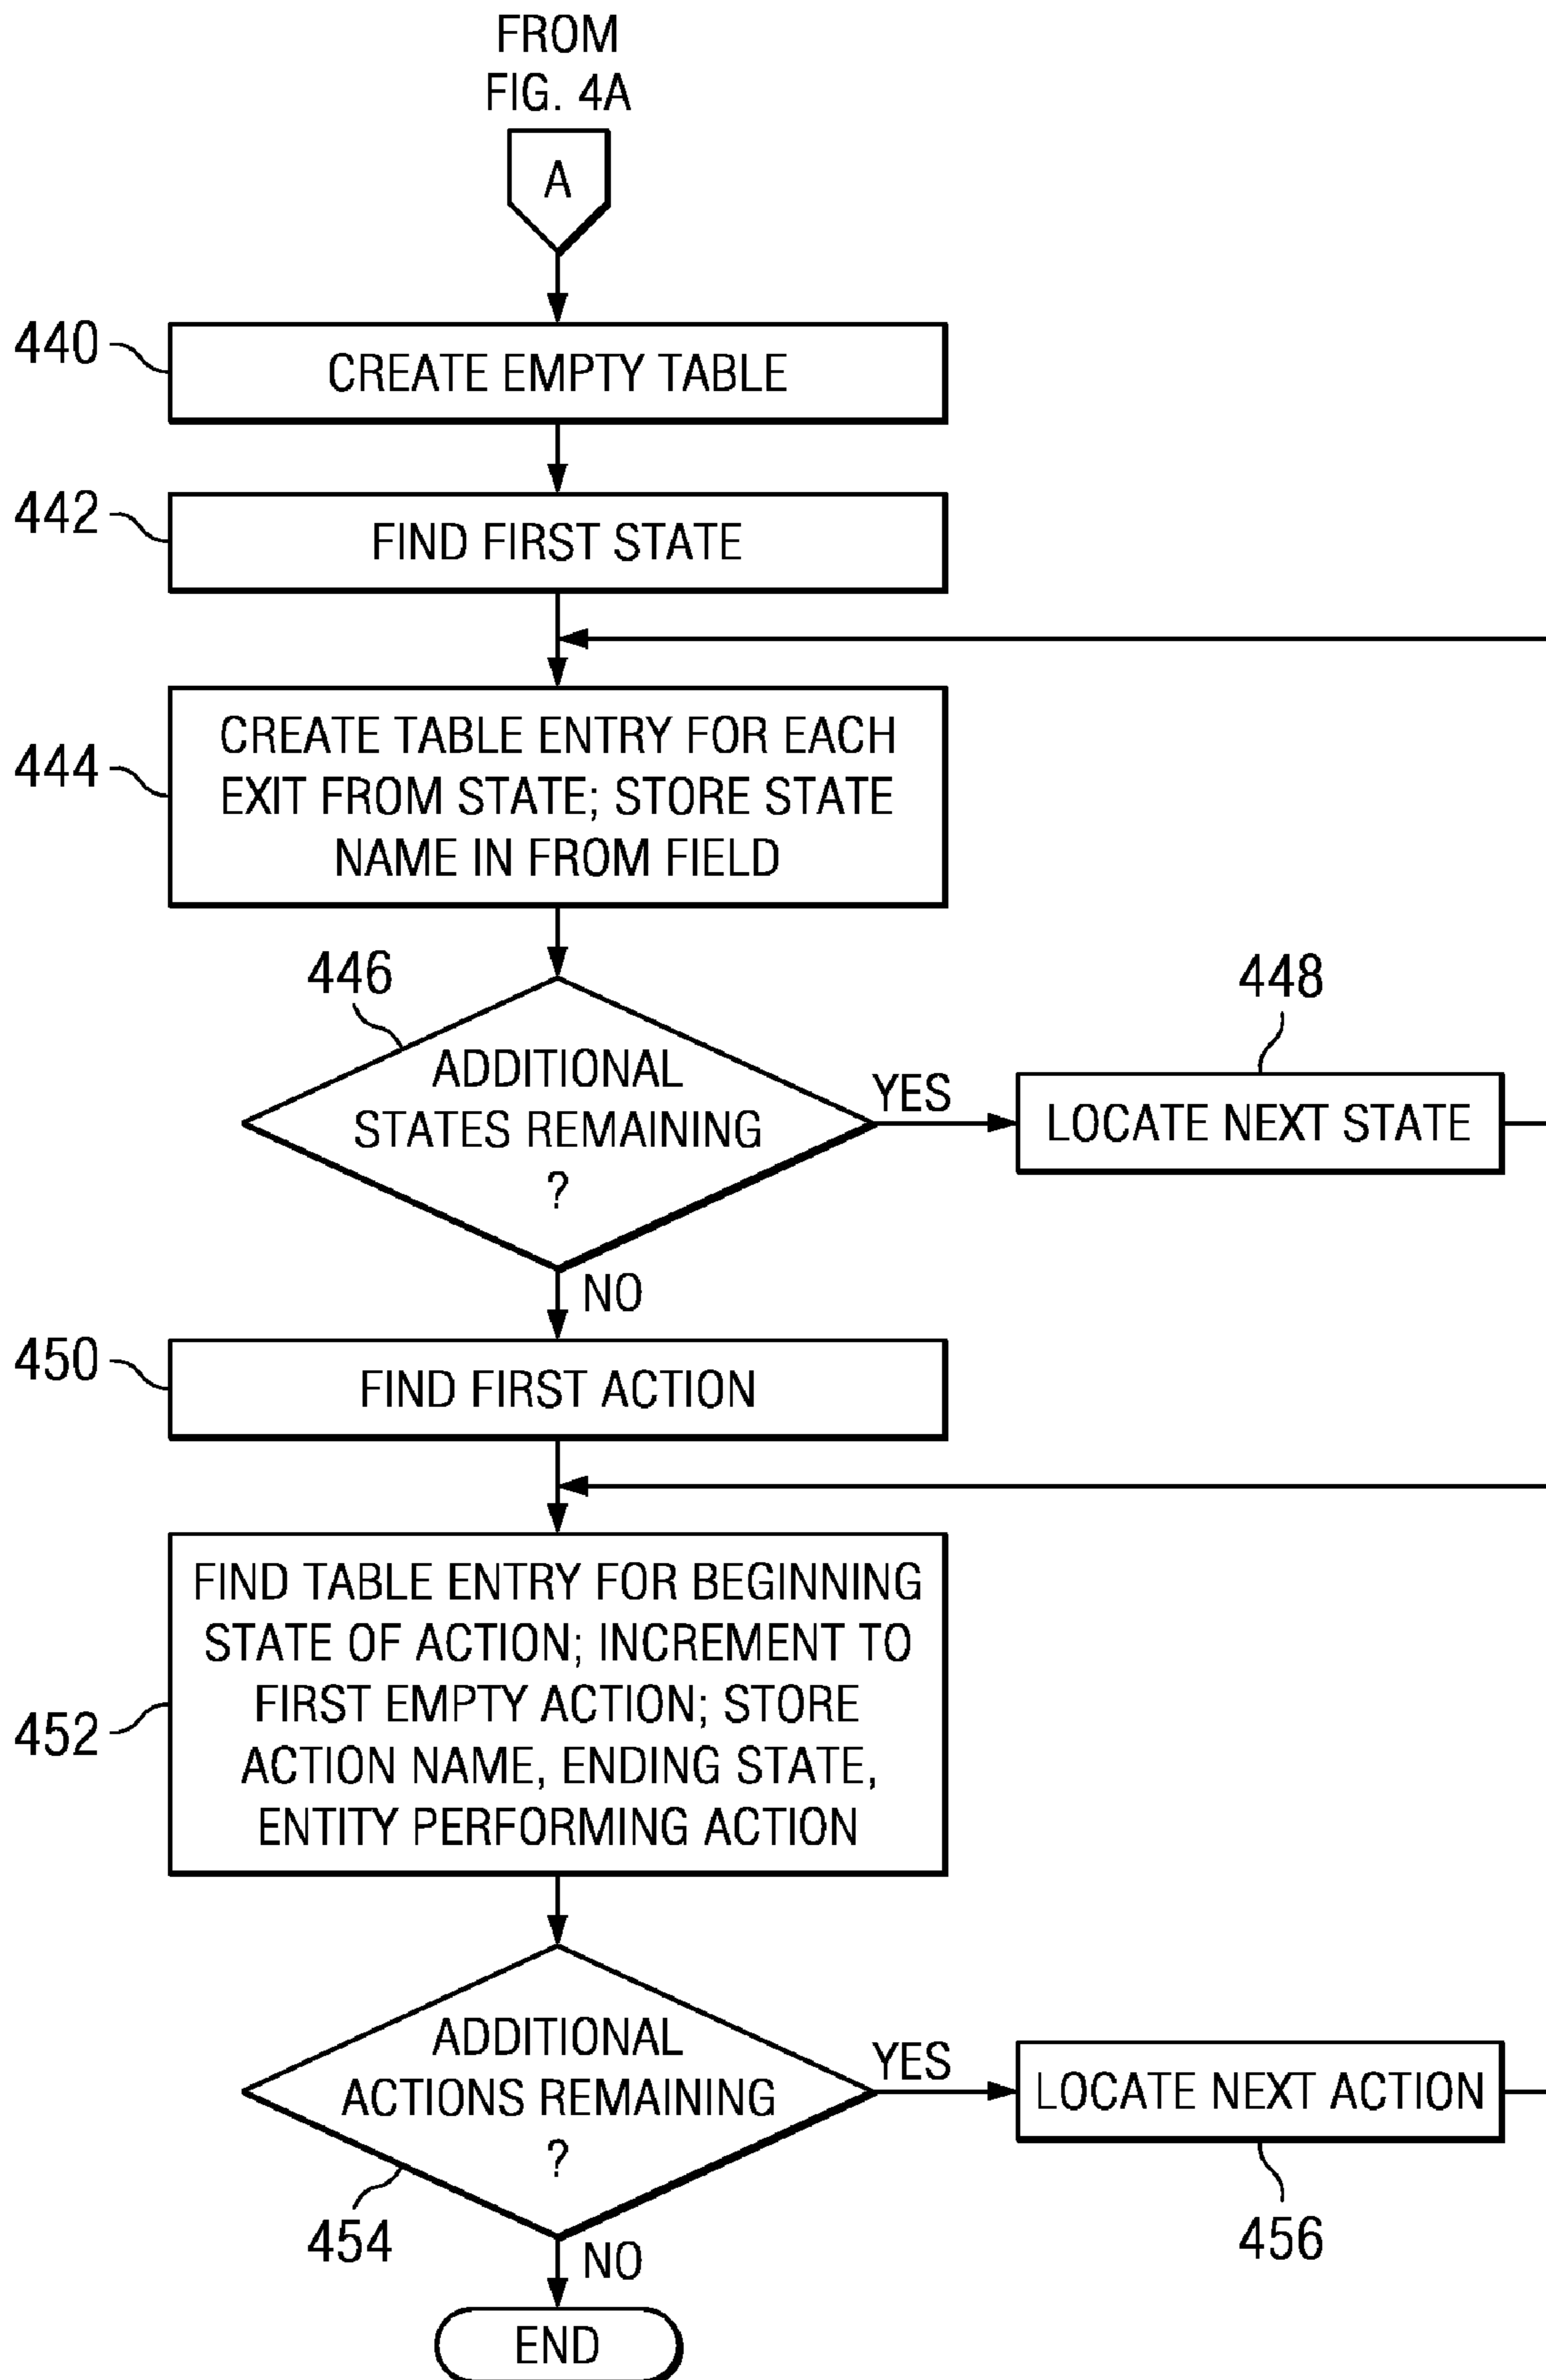 FROM
FIG. 4A
A
440
CREATE EMPTY TABLE
442
FIND FIRST STATE
444
CREATE TABLE ENTRY FOR EACH
EXIT FROM STATE; STORE STATE
NAME IN FROM FIELD
446
ADDITIONAL
STATES REMAINING
?
YES
448
LOCATE NEXT STATE
NO
450
FIND FIRST ACTION
452
FIND TABLE ENTRY FOR BEGINNING
STATE OF ACTION; INCREMENT TO
FIRST EMPTY ACTION; STORE
ACTION NAME, ENDING STATE,
ENTITY PERFORMING ACTION
ADDITIONAL
ACTIONS REMAINING
?
454
YES
LOCATE NEXT ACTION
456
NO
END